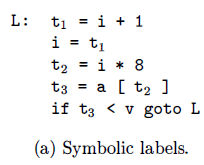 L: t₁ = i + 1
i = t₁
t₂ = i * 8
t₃ = a [ t₂ ]
if t₃ < v goto L
(a) Symbolic labels.